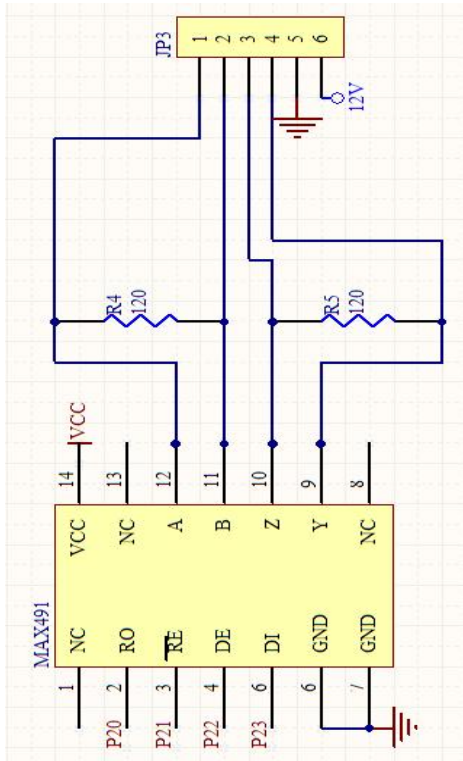 JP3
1
2
3
4
5
6
12V
R4
120
R5
120
VCC
14
13
12
11
10
9
8
VCC
NC
A
B
Z
Y
NC
MAX491
NC
RO
RE
DE
DI
GND
GND
1
2
3
4
6
6
7
P20
P21
P22
P23